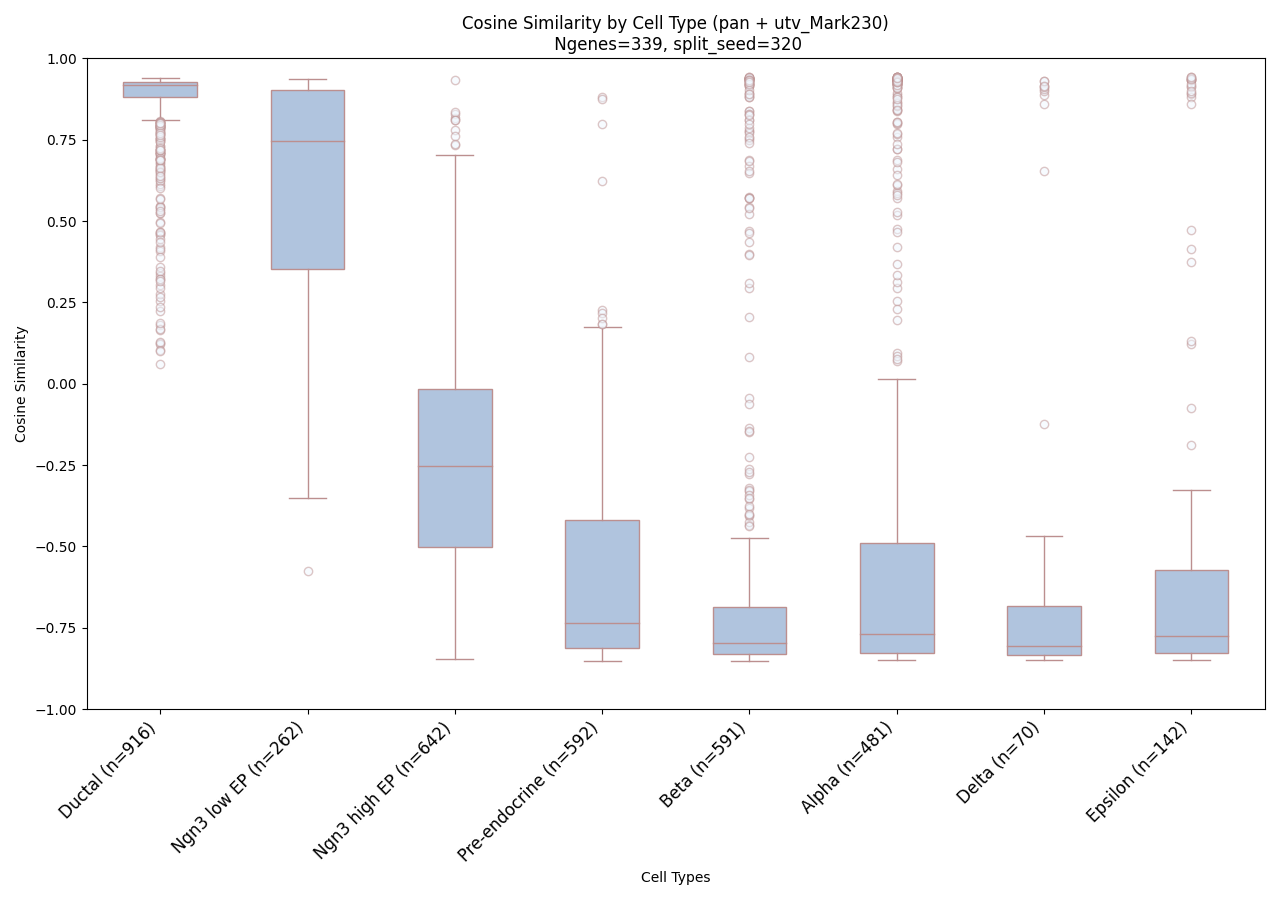 Cosine Similarity by Cell Type (pan + utv_Mark230)
Ngenes=339, split_seed=320
1.00
0.75
0.50
0.25
0.00
−0.25
−0.50
−0.75
−1.00
Cosine Similarity
Ductal (n=916)
Ngn3 low EP (n=262)
Ngn3 high EP (n=642)
Pre-endocrine (n=592)
Beta (n=591)
Alpha (n=481)
Delta (n=70)
Epsilon (n=142)
Cell Types